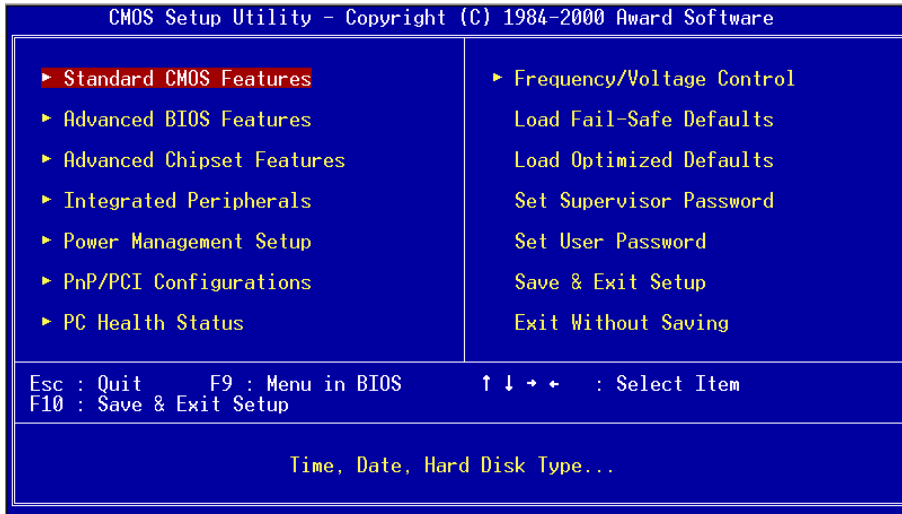 CMOS Setup Utility - Copyright (C) 1984-2000 Award Software
► Standard CMOS Features
► Advanced BIOS Features
► Advanced Chipset Features
► Integrated Peripherals
► Power Management Setup
► PnP/PCI Configurations
► PC Health Status
► Frequency/Voltage Control
Load Fail-Safe Defaults
Load Optimized Defaults
Set Supervisor Password
Set User Password
Save & Exit Setup
Exit Without Saving
Esc : Quit F9 : Menu in BIOS ↑ ↓ → ← : Select Item
F10 : Save & Exit Setup
Time, Date, Hard Disk Type...